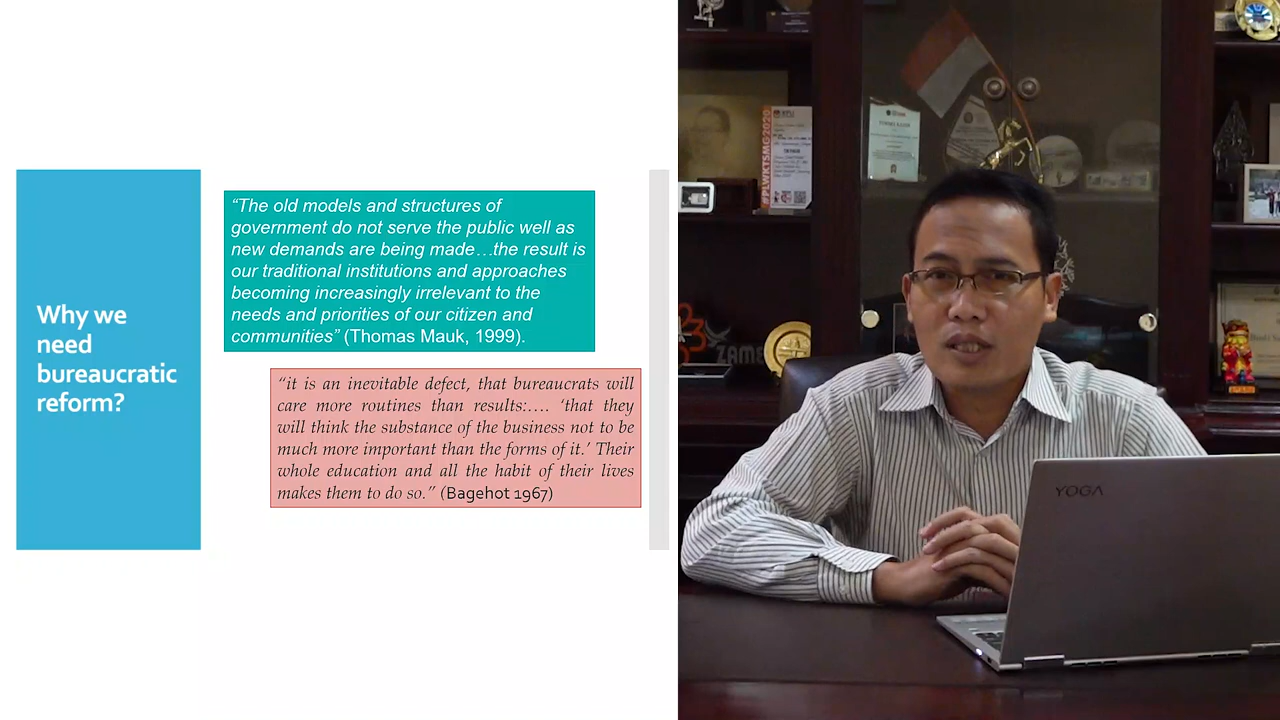 Why we
need
bureaucratic
reform?
“The old models and structures of
government do not serve the public well as
new demands are being made…the result is
our traditional institutions and approaches
becoming increasingly irrelevant to the
needs and priorities of our citizen and
communities” (Thomas Mauk, 1999).
“it is an inevitable defect, that bureaucrats will
care more routines than results:…. ‘that they
will think the substance of the business not to be
much more important than the forms of it.’ Their
whole education and all the habit of their lives
makes them to do so.” (Bagehot 1967)
#PLWKTSMG2020
YOGA